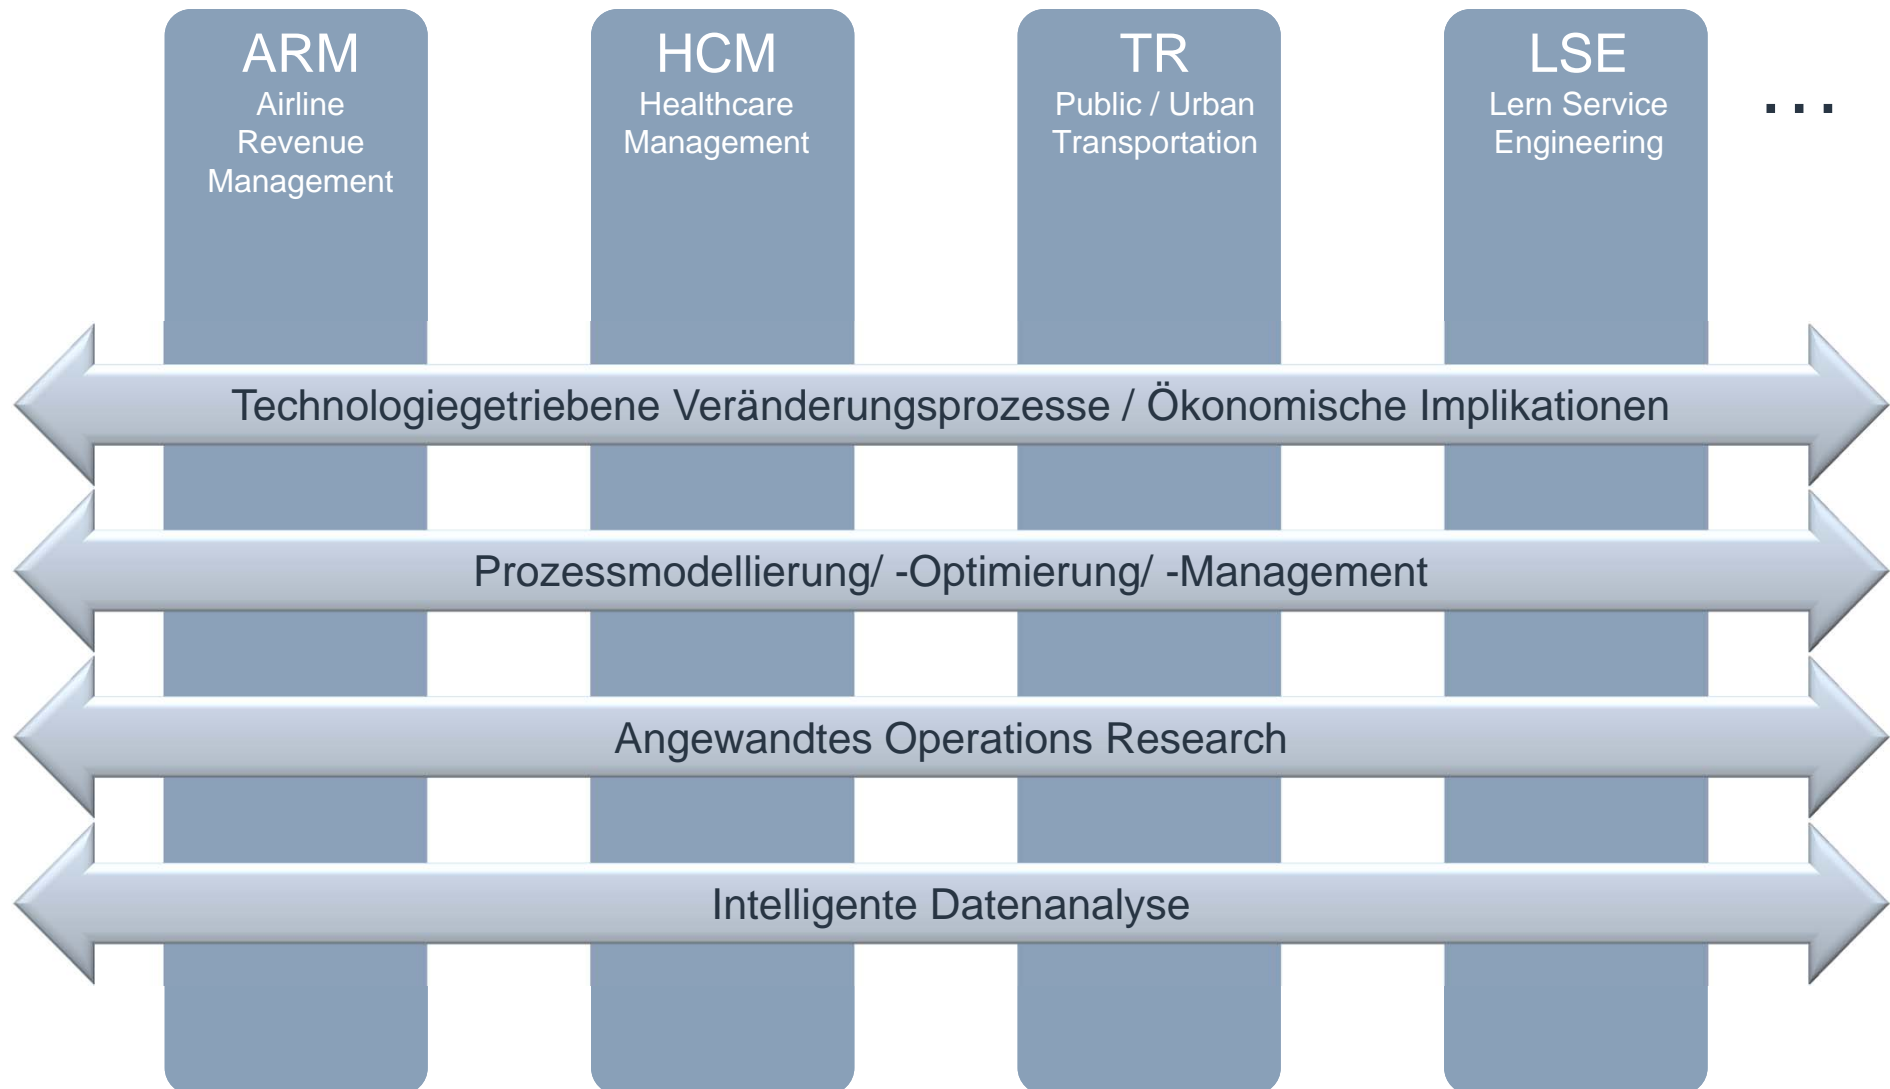 ARM
Airline
Revenue
Management
HCM
Healthcare
Management
TR
Public / Urban
Transportation
LSE
Lern Service
Engineering
...
Technologiegetriebene Veränderungsprozesse / Ökonomische Implikationen
Prozessmodellierung/ -Optimierung/ -Management
Angewandtes Operations Research
Intelligente Datenanalyse